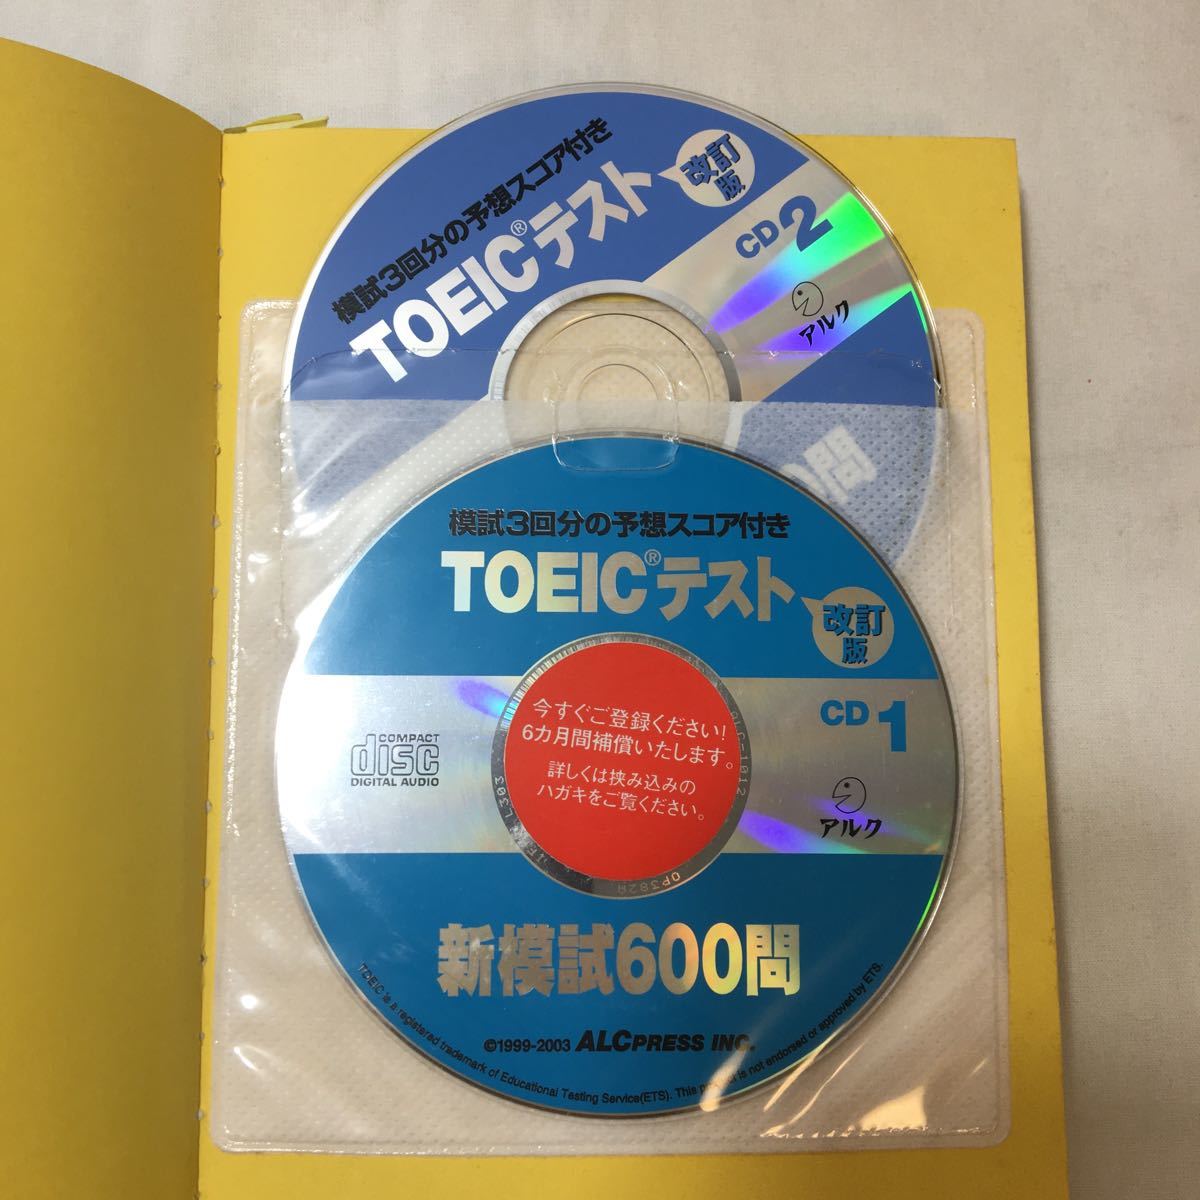 模試3回分の予想スコア付き
TOEIC®テスト
改訂
版
CD 2
アルク
0問
模試3回分の予想スコア付き
TOEIC®テスト
改訂
版
CD 1
COMPACT
disc
DIGITAL AUDIO
今すぐご登録ください!
6カ月間補償いたします。
詳しくは挟み込みの
ハガキをご覧ください。
アルク
新模試600問
©1999-2003 ALC PRESS INC.
TOEIC is a registered trademark of Educational Testing Service(ETS). This product is not endorsed or approved by ETS.